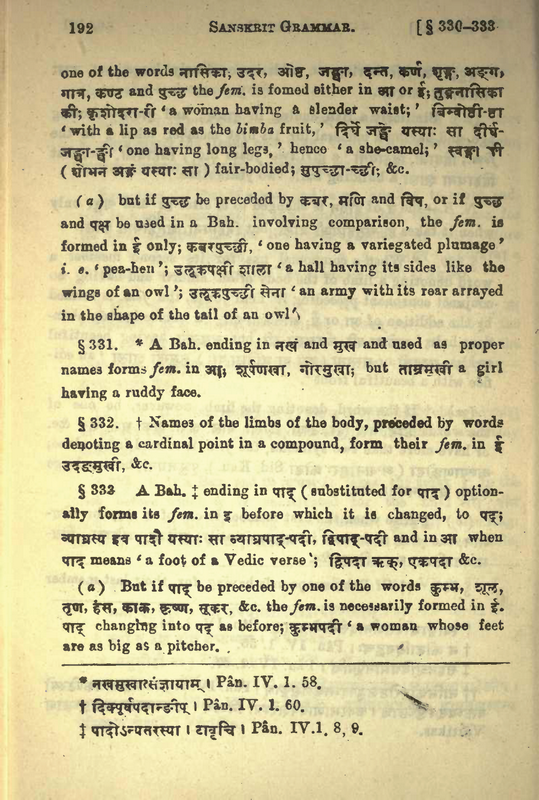 192 SANSKRIT GRAMMAR. [ § 330-333
one of the words नासिका, उदर, ओष्ठ, जङ्घा, दन्त, कर्ण, शृङ्ग, अङ्ग,
गात्र, कण्ठ and पुच्छ the fem. is fomed either in आ or ई; तुङ्गनासिका
की; कृशोदरा-री 'a woman having a slender waist;' बिम्बोष्ठी-ष्ठा
'with a lip as red as the bimba fruit,' दिर्घे जङ्घे यस्याः सा दीर्घ-
जङ्घा-ङ्घी 'one having long legs,' hence 'a she-camel;' स्वङ्गा ङ्गी
( शोभनं अङ्गं यस्याः सा ) fair-bodied; सुपुच्छा-च्छी; &c.
( a ) but if पुच्छ be preceded by कबर, मणि and विष, or if पुच्छ
and पक्ष be used in a Bah. involving comparison, the fem. is
formed in ई only; कबरपुच्छी, 'one having a variegated plumage'
i. e. 'pea-hen'; उलूकपक्षी शाला 'a hall having its sides like the
wings of an owl'; उलूकपुच्छी सेना 'an army with its rear arrayed
in the shape of the tail of an owl'
§ 331. * A Bah. ending in नख and मुख and used as proper
names forms fem. in आ; शूर्पणखा, गोरमुखा; but ताम्रमुखी a girl
having a ruddy face.
§ 332. † Names of the limbs of the body, preceded by words
denoting a cardinal point in a compound, form their fem. in ई
उदङ्मुखी, &c.
§ 333 A Bah. ‡ ending in पाद् ( substituted for पाद ) option-
ally forms its fem. in इ before which it is changed, to पद्;
व्याघ्रस्य इव पादौ यस्याः सा व्याघ्रपाद्-पदी, द्विपाद्-पदी and in आ when
पाद means 'a foot of a Vedic verse'; द्विपदा ऋक्, एकपदा &c.
( a ) But if पाद् be preceded by one of the words कुम्भ, शूल,
तृण, हंस, काक, कृष्ण, सूकर, &c. the fem. is necessarily formed in ई.
पाद् changing into पद् as before; कुम्भपदी 'a woman whose feet
are as big as a pitcher.
* नखमुखात्संज्ञायाम् । Pân. IV. 1. 58.
† दिक्पूर्वपदान्ङीप् । Pân. IV. 1. 60.
‡ पादोऽन्यतरस्या । टावृचि । Pân. IV.1. 8, 9.